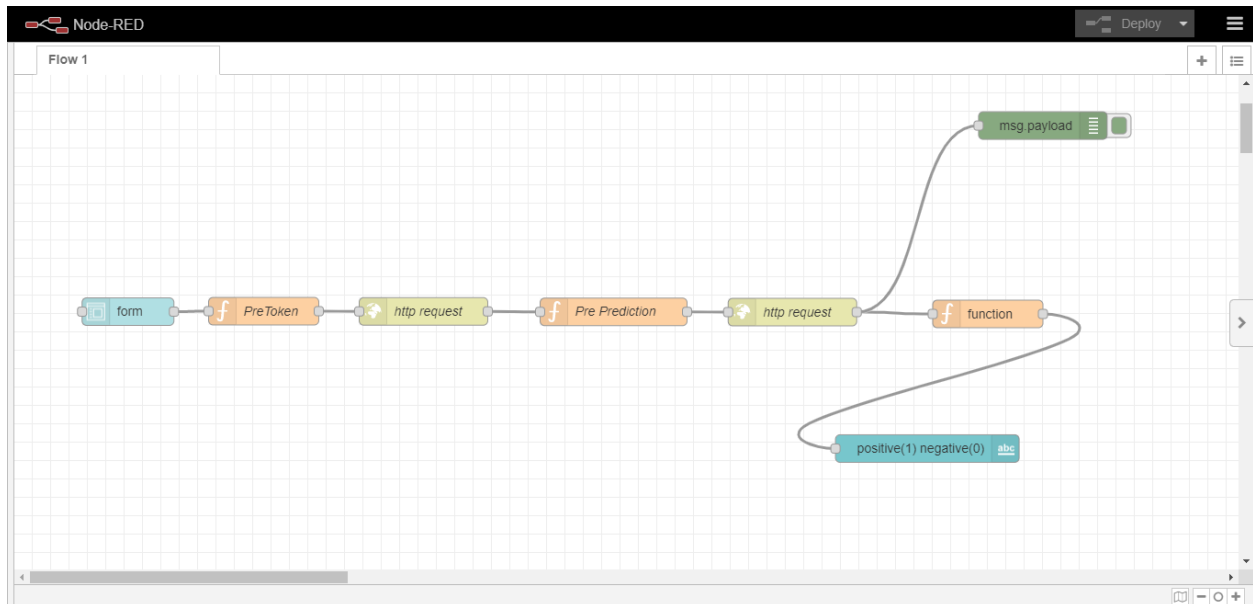 Node-RED
Deploy
Flow 1
msg.payload
form
PreToken
http request
Pre Prediction
http request
function
positive(1) negative(0)
abc